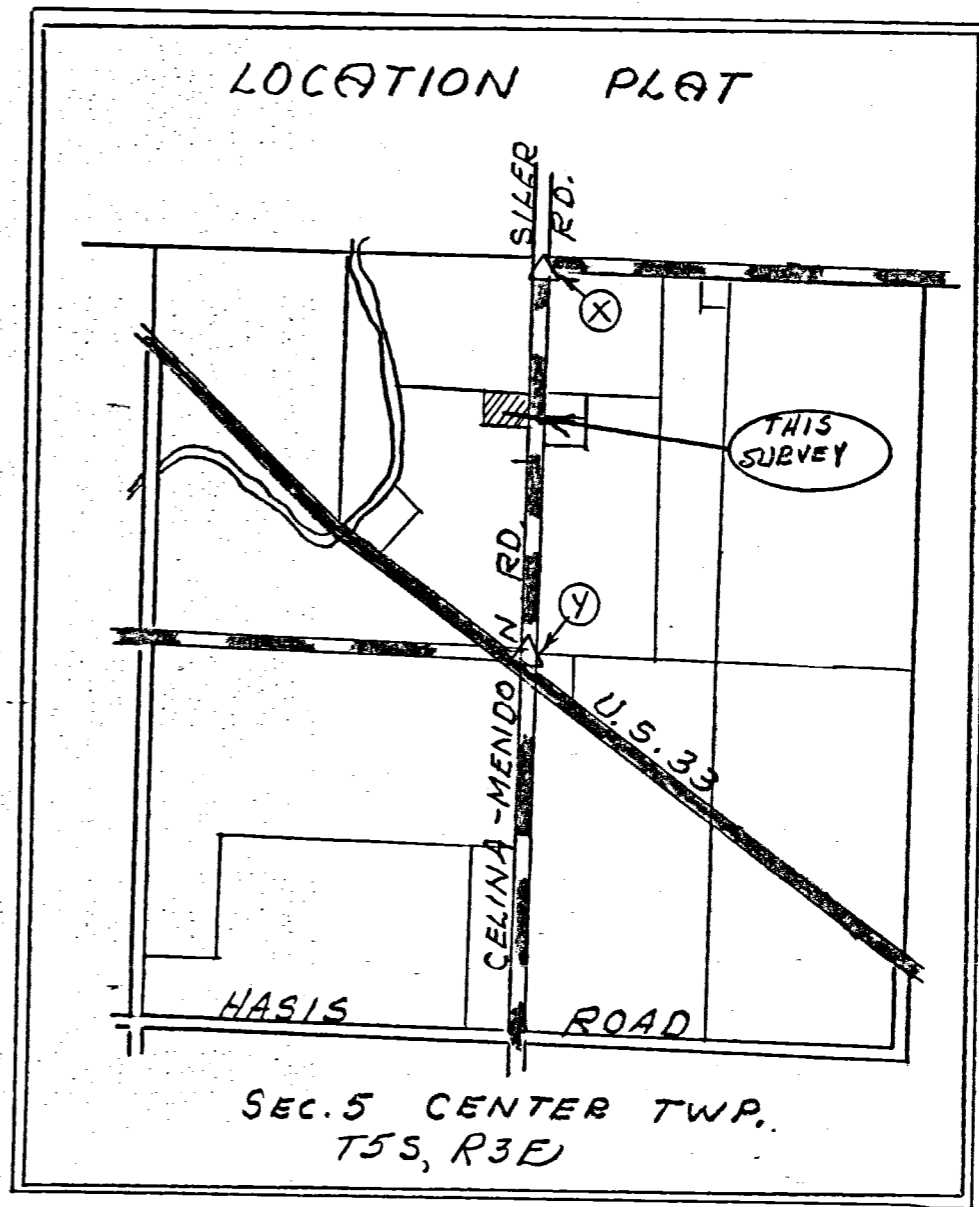 LOCATION PLAT
SILER
RD.
X
THIS
SURVEY
Y
CELINA-MENDON RD.
U.S. 33
HASIS ROAD
SEC. 5 CENTER TWP.
T5S, R3E